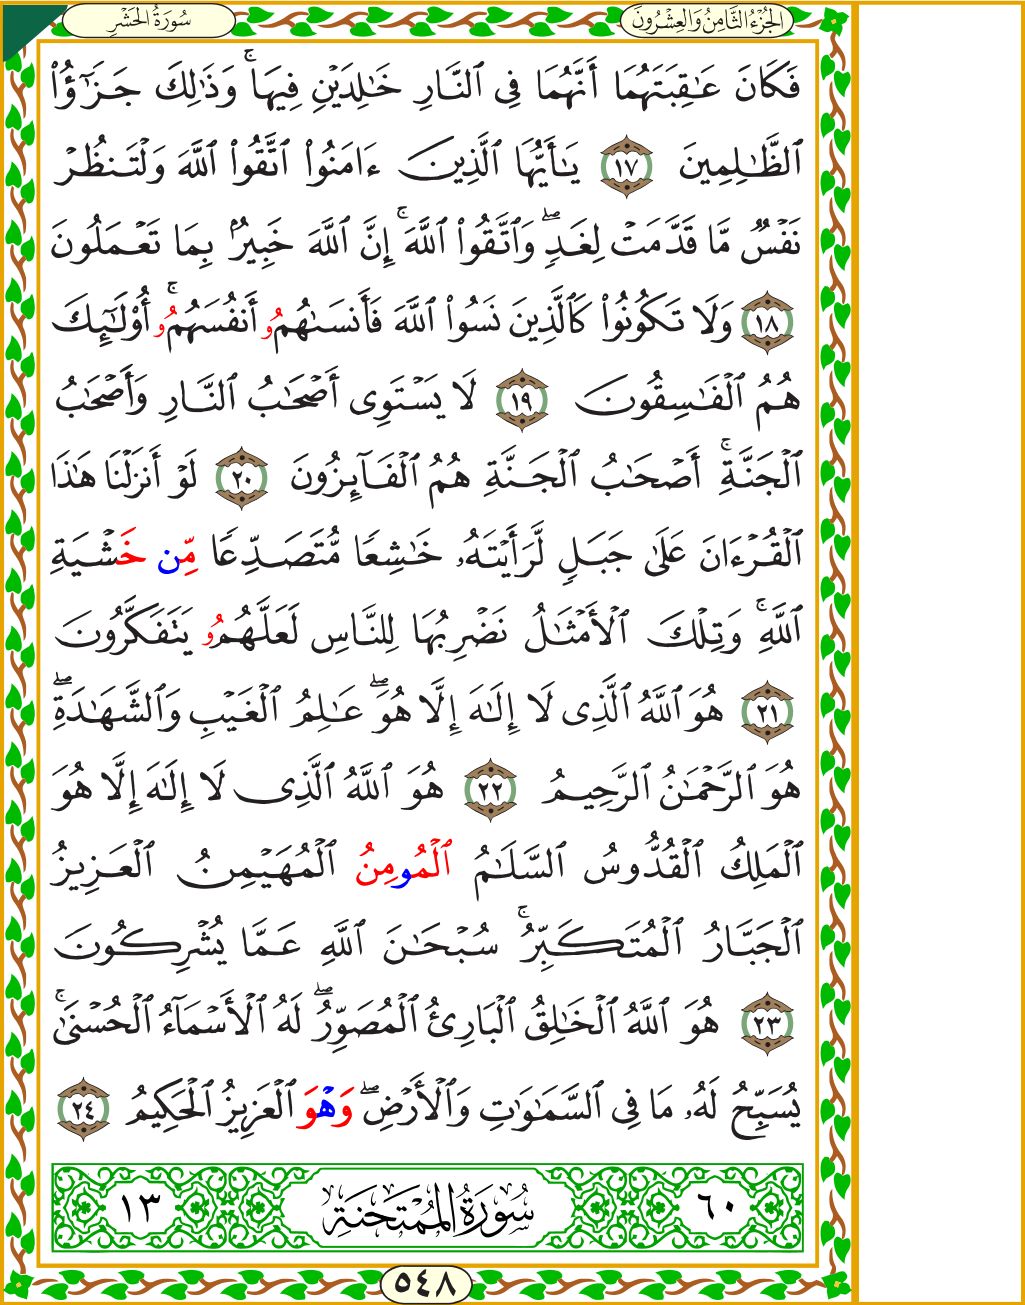 الجُزْءُ الثَّامِنُ وَالعِشْرُونَ
سُورَةُ الحَشْرِ
فَكَانَ عَٰقِبَتَهُمَا أَنَّهُمَا فِي ٱلنَّارِ خَٰلِدَيْنِ فِيهَاۚ وَذَٰلِكَ جَزَٰٓؤُاْ
ٱلظَّٰلِمِينَ ١٧ يَٰأَيُّهَا ٱلَّذِينَ ءَامَنُواْ ٱتَّقُواْ ٱللَّهَ وَلْتَنظُرْ
نَفْسٌ مَّا قَدَّمَتْ لِغَدٍۖ وَٱتَّقُواْ ٱللَّهَۚ إِنَّ ٱللَّهَ خَبِيرٌۢ بِمَا تَعْمَلُونَ
١٨ وَلَا تَكُونُواْ كَٱلَّذِينَ نَسُواْ ٱللَّهَ فَأَنسَىٰهُمُۥ أَنفُسَهُمُۥۚ أُوْلَٰٓئِكَ
هُمُ ٱلْفَٰسِقُونَ ١٩ لَا يَسْتَوِي أَصْحَٰبُ ٱلنَّارِ وَأَصْحَٰبُ
ٱلْجَنَّةِۚ أَصْحَٰبُ ٱلْجَنَّةِ هُمُ ٱلْفَآئِزُونَ ٢٠ لَوْ أَنزَلْنَا هَٰذَا
ٱلْقُرْءَانَ عَلَىٰ جَبَلٍ لَّرَأَيْتَهُۥ خَٰشِعًا مُّتَصَدِّعًا مِّن خَشْيَةِ
ٱللَّهِۚ وَتِلْكَ ٱلْأَمْثَٰلُ نَضْرِبُهَا لِلنَّاسِ لَعَلَّهُمُۥ يَتَفَكَّرُونَ
٢١ هُوَ ٱللَّهُ ٱلَّذِي لَا إِلَٰهَ إِلَّا هُوَۖ عَٰلِمُ ٱلْغَيْبِ وَٱلشَّهَٰدَةِۖ
هُوَ ٱلرَّحْمَٰنُ ٱلرَّحِيمُ ٢٢ هُوَ ٱللَّهُ ٱلَّذِي لَا إِلَٰهَ إِلَّا هُوَ
ٱلْمَلِكُ ٱلْقُدُّوسُ ٱلسَّلَٰمُ ٱلْمُومِنُ ٱلْمُهَيْمِنُ ٱلْعَزِيزُ
ٱلْجَبَّارُ ٱلْمُتَكَبِّرُۚ سُبْحَٰنَ ٱللَّهِ عَمَّا يُشْرِكُونَ
٢٣ هُوَ ٱللَّهُ ٱلْخَٰلِقُ ٱلْبَارِئُ ٱلْمُصَوِّرُۖ لَهُ ٱلْأَسْمَآءُ ٱلْحُسْنَىٰۚ
يُسَبِّحُ لَهُۥ مَا فِي ٱلسَّمَٰوَٰتِ وَٱلْأَرْضِۖ وَهْوَ ٱلْعَزِيزُ ٱلْحَكِيمُ ٢٤
٦٠ سُورَةُ المُمْتَحَنَةِ ١٣
٥٤٨